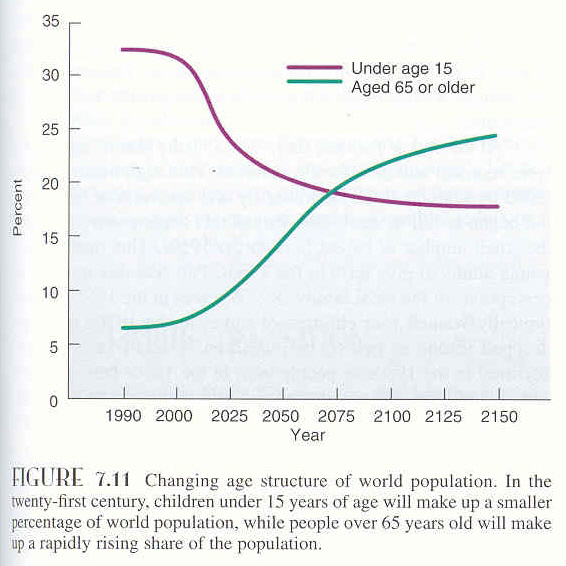 35
30
25
20
15
10
5
0
Percent
Under age 15
Aged 65 or older
1990 2000 2025 2050 2075 2100 2125 2150
Year
FIGURE 7.11 Changing age structure of world population. In the
twenty-first century, children under 15 years of age will make up a smaller
percentage of world population, while people over 65 years old will make
up a rapidly rising share of the population.